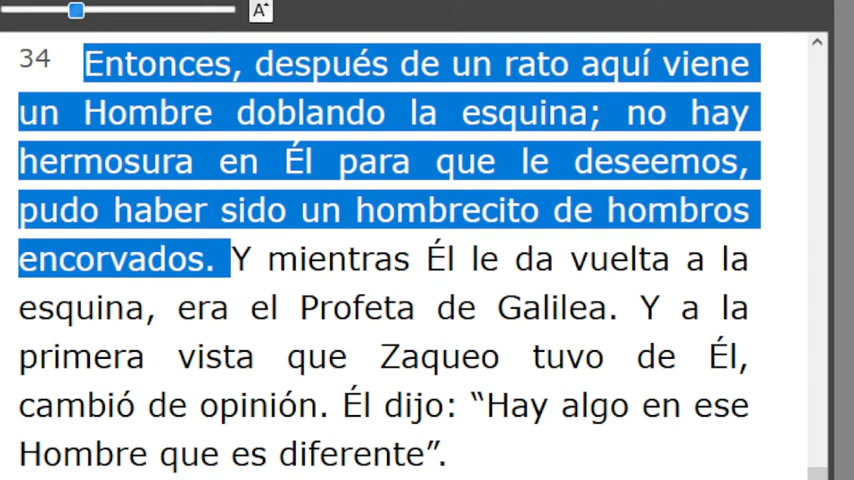 A
34 Entonces, después de un rato aquí viene
un Hombre doblando la esquina; no hay
hermosura en Él para que le deseemos,
pudo haber sido un hombrecito de hombros
encorvados. Y mientras Él le da vuelta a la
esquina, era el Profeta de Galilea. Y a la
primera vista que Zaqueo tuvo de Él,
cambió de opinión. Él dijo: “Hay algo en ese
Hombre que es diferente”.